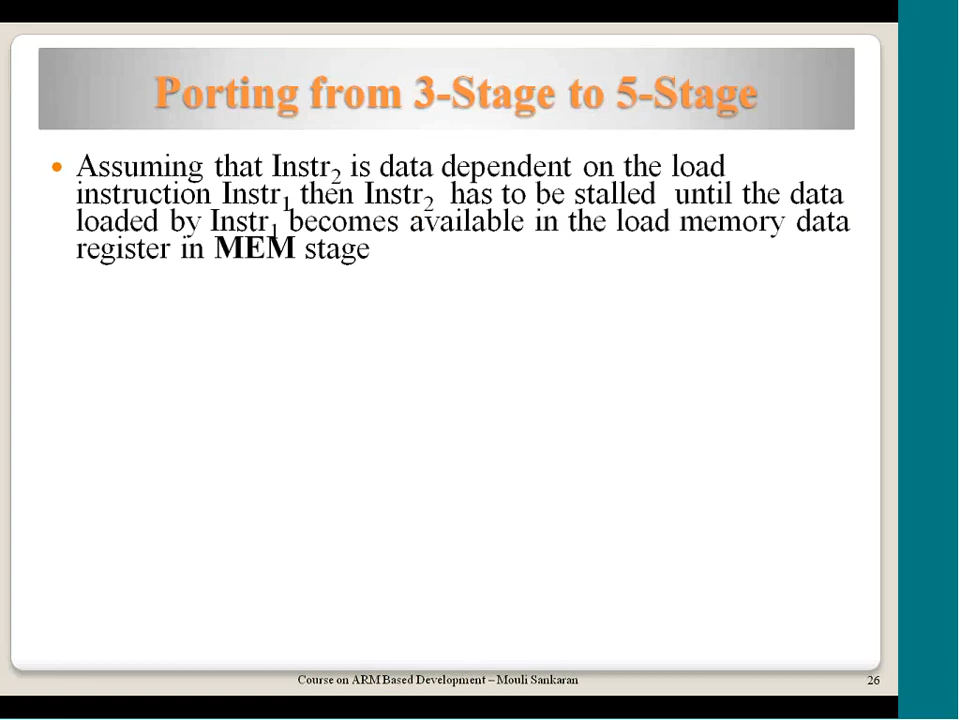 Porting from 3-Stage to 5-Stage
• Assuming that Instr₂ is data dependent on the load
instruction Instr₁ then Instr₂ has to be stalled until the data
loaded by Instr₁ becomes available in the load memory data
register in MEM stage
Course on ARM Based Development – Mouli Sankaran
26